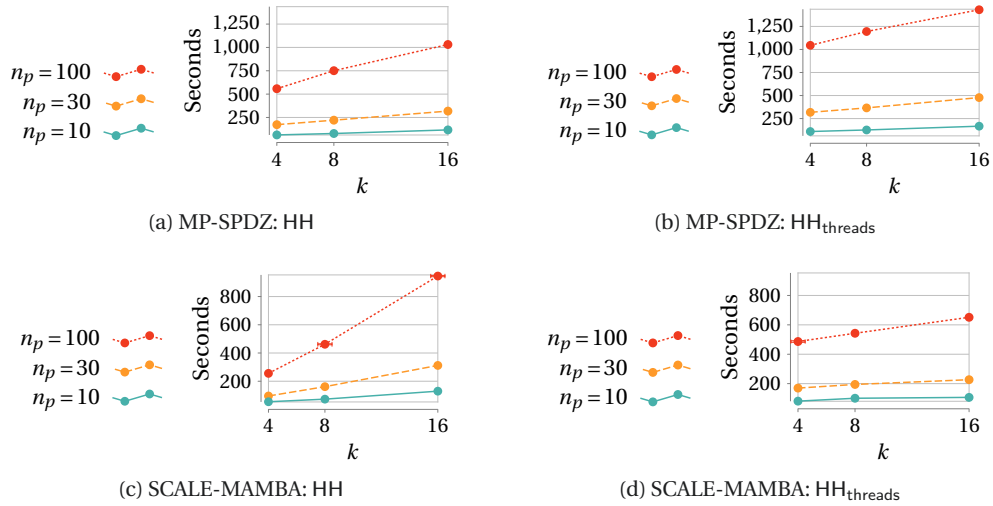 1,250
1,000
750
500
250
Seconds
n_p = 100
n_p = 30
n_p = 10
4 8 16
k
(a) MP-SPDZ: HH
1,250
1,000
750
500
250
Seconds
n_p = 100
n_p = 30
n_p = 10
4 8 16
k
(b) MP-SPDZ: HH_threads
800
600
400
200
Seconds
n_p = 100
n_p = 30
n_p = 10
4 8 16
k
(c) SCALE-MAMBA: HH
800
600
400
200
Seconds
n_p = 100
n_p = 30
n_p = 10
4 8 16
k
(d) SCALE-MAMBA: HH_threads